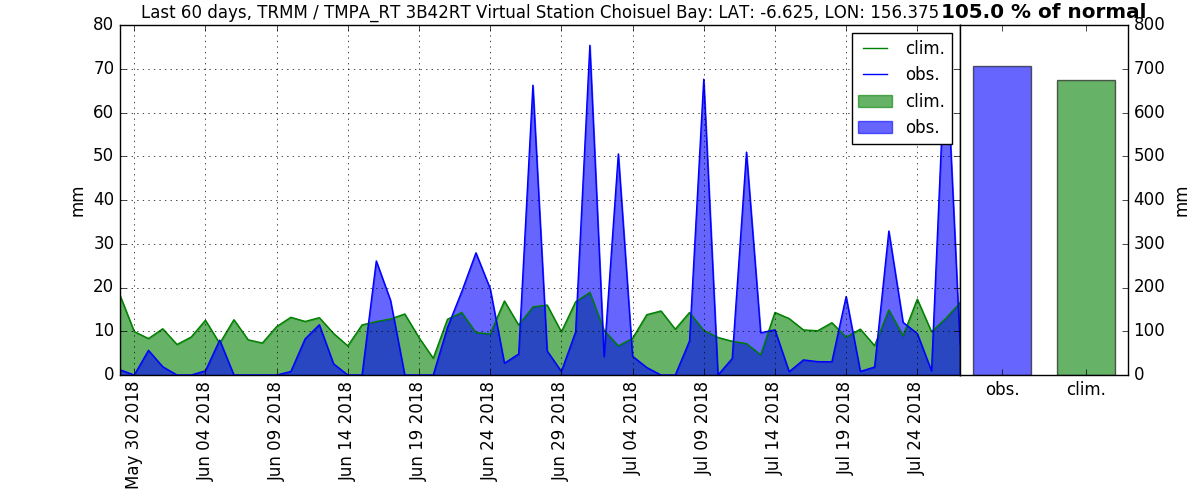 Last 60 days, TRMM / TMPA_RT 3B42RT Virtual Station Choisuel Bay: LAT: -6.625, LON: 156.375 105.0 % of normal
80
70
60
50
40
30
20
10
0
mm
clim.
obs.
clim.
obs.
800
700
600
500
400
300
200
100
0
mm
obs.
clim.
May 30 2018
Jun 04 2018
Jun 09 2018
Jun 14 2018
Jun 19 2018
Jun 24 2018
Jun 29 2018
Jul 04 2018
Jul 09 2018
Jul 14 2018
Jul 19 2018
Jul 24 2018